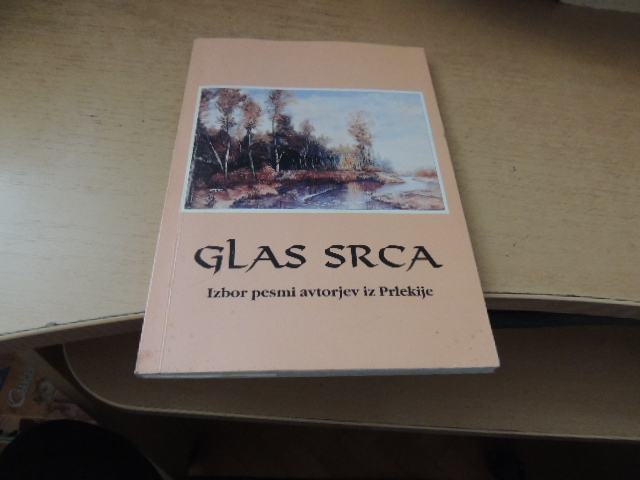 GLAS SRCA
Izbor pesmi avtorjev iz Prlekije